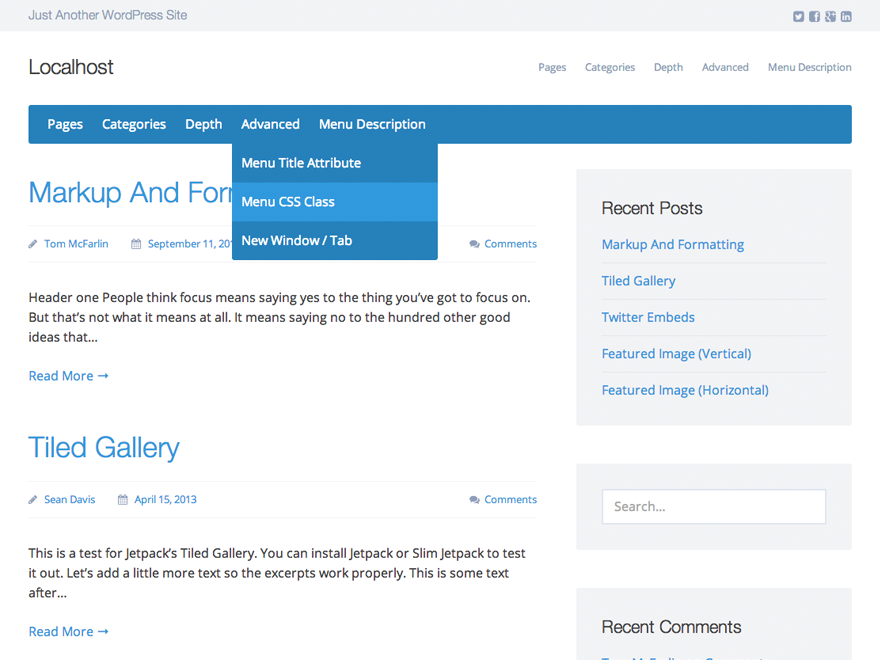 Just Another WordPress Site
Localhost
Pages Categories Depth Advanced Menu Description
Pages Categories Depth Advanced Menu Description
Menu Title Attribute
Menu CSS Class
New Window / Tab
Markup And
Tom McFarlin September 11, Comments
Header one People think focus means saying yes to the thing you’ve got to focus on.
But that’s not what it means at all. It means saying no to the hundred other good
ideas that...
Read More →
Tiled Gallery
Sean Davis April 15, 2013 Comments
This is a test for Jetpack’s Tiled Gallery. You can install Jetpack or Slim Jetpack to test
it out. Let’s add a little more text so the excerpts work properly. This is some text
after...
Read More →
Recent Posts
Markup And Formatting
Tiled Gallery
Twitter Embeds
Featured Image (Vertical)
Featured Image (Horizontal)
Search...
Recent Comments